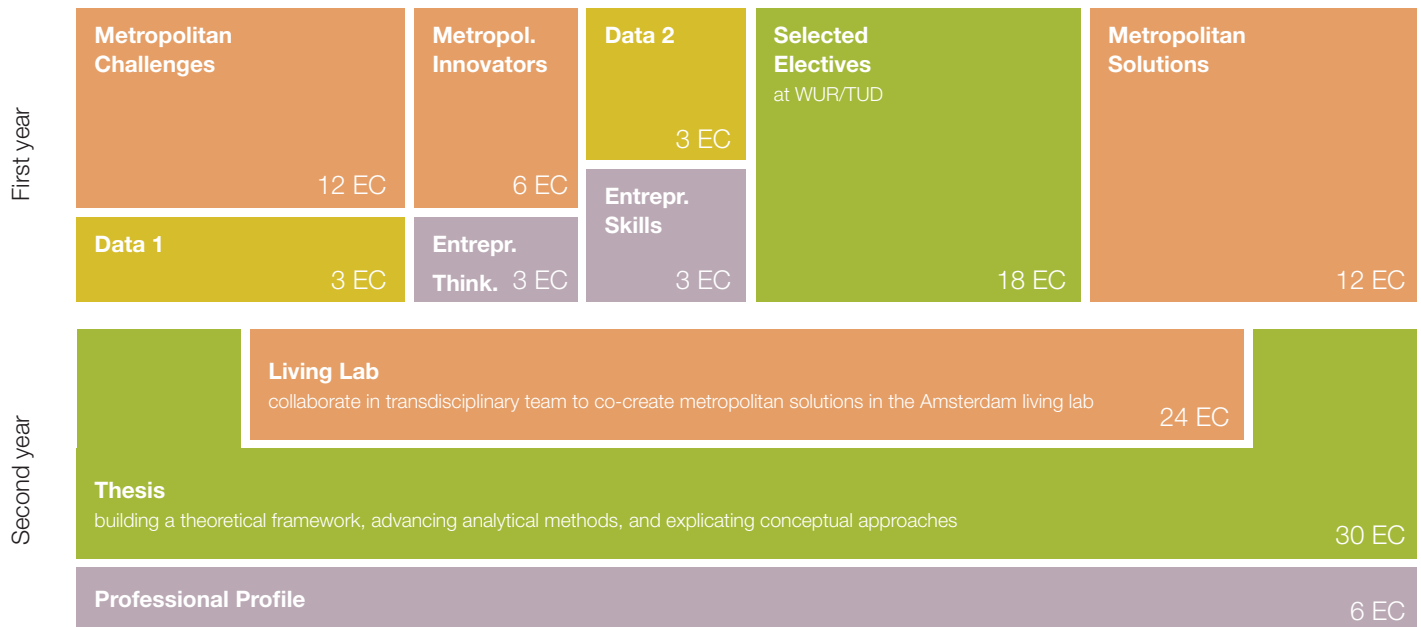 First year
Metropolitan
Challenges
12 EC
Data 1
3 EC
Metropol.
Innovators
6 EC
Entrepr.
Think. 3 EC
Data 2
3 EC
Entrepr.
Skills
3 EC
Selected
Electives
at WUR/TUD
18 EC
Metropolitan
Solutions
12 EC
Second year
Living Lab
collaborate in transdisciplinary team to co-create metropolitan solutions in the Amsterdam living lab
24 EC
Thesis
building a theoretical framework, advancing analytical methods, and explicating conceptual approaches
30 EC
Professional Profile
6 EC